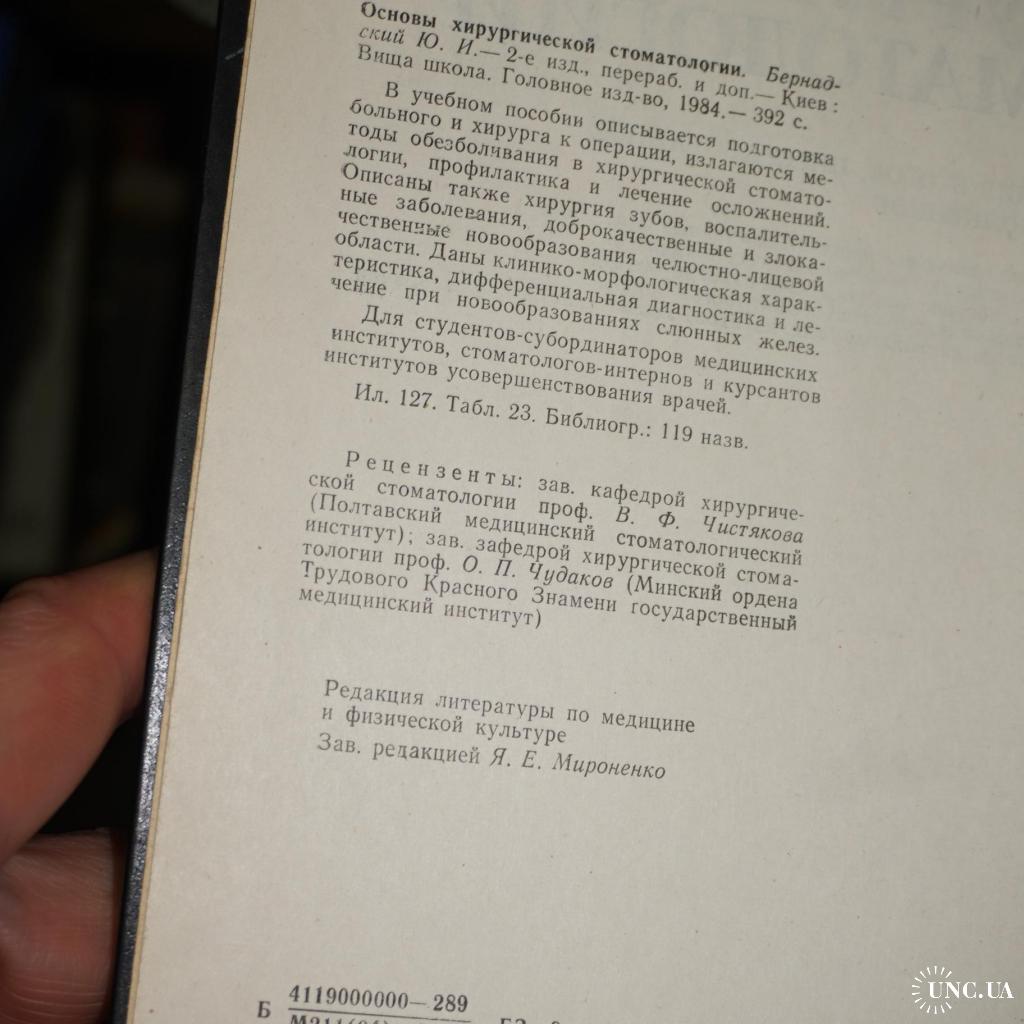 Основы хирургической стоматологии. Бернад-
ский Ю. И.— 2-е изд., перераб. и доп.— Киев :
Вища школа. Головное изд-во, 1984.— 392 с.
В учебном пособии описывается подготовка
больного и хирурга к операции, излагаются ме-
тоды обезболивания в хирургической стомато-
логии, профилактика и лечение осложнений.
Описаны также хирургия зубов, воспалитель-
ные заболевания, доброкачественные и злока-
чественные новообразования челюстно-лицевой
области. Даны клинико-морфологическая харак-
теристика, дифференциальная диагностика и ле-
чение при новообразованиях слюнных желез.
Для студентов-субординаторов медицинских
институтов, стоматологов-интернов и курсантов
институтов усовершенствования врачей.
Ил. 127. Табл. 23. Библиогр.: 119 назв.
Рецензенты: зав. кафедрой хирургиче-
ской стоматологии проф. В. Ф. Чистякова
(Полтавский медицинский стоматологический
институт); зав. зафедрой хирургической стома-
тологии проф. О. П. Чудаков (Минский ордена
Трудового Красного Знамени государственный
медицинский институт)
Редакция литературы по медицине
и физической культуре
Зав. редакцией Я. Е. Мироненко
Б 4119000000—289
UNC.UA